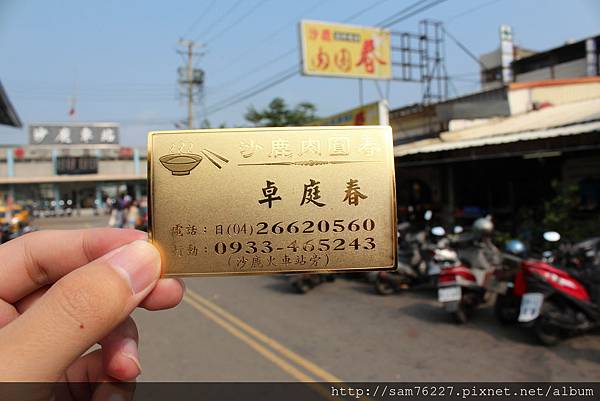 沙鹿
肉圓春
沙鹿車站
沙鹿肉圓春
卓庭春
電話：日(04)26620560
行動：0933-465243
(沙鹿火車站旁)
http://sam76227.pixnet.net/album